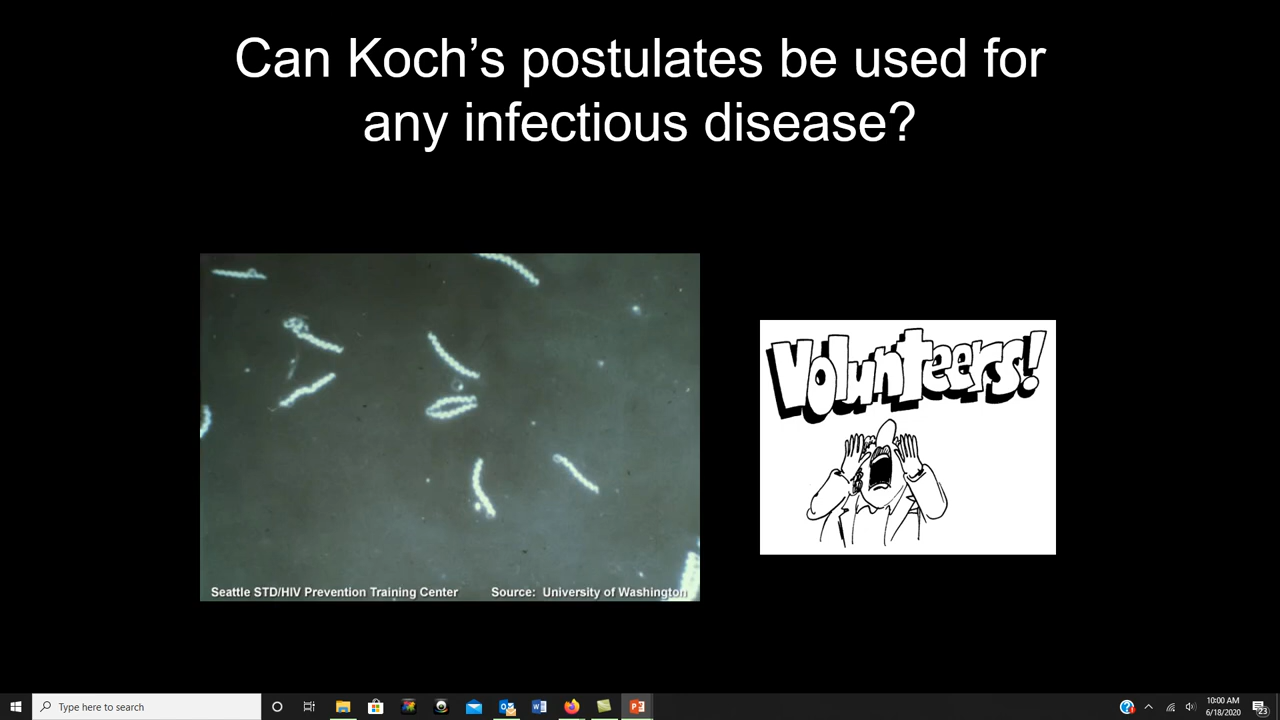 Can Koch’s postulates be used for
any infectious disease?
Volunteers!
Seattle STD/HIV Prevention Training Center Source: University of Washington
Type here to search
10:00 AM
6/18/2020
23